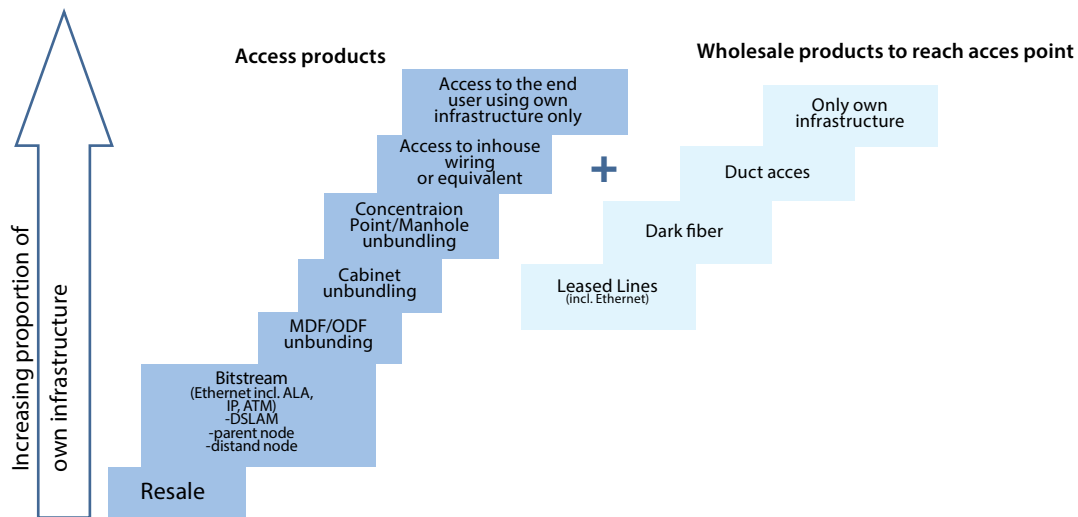 Increasing proportion of
own infrastructure
Access products
Access to the end
user using own
infrastructure only
Access to inhouse
wiring
or equivalent
Concentraion
Point/Manhole
unbundling
Cabinet
unbundling
MDF/ODF
unbunding
Bitstream
(Ethernet incl. ALA,
IP, ATM)
-DSLAM
-parent node
-distand node
Resale
+
Wholesale products to reach acces point
Only own
infrastructure
Duct acces
Dark fiber
Leased Lines
(incl. Ethernet)